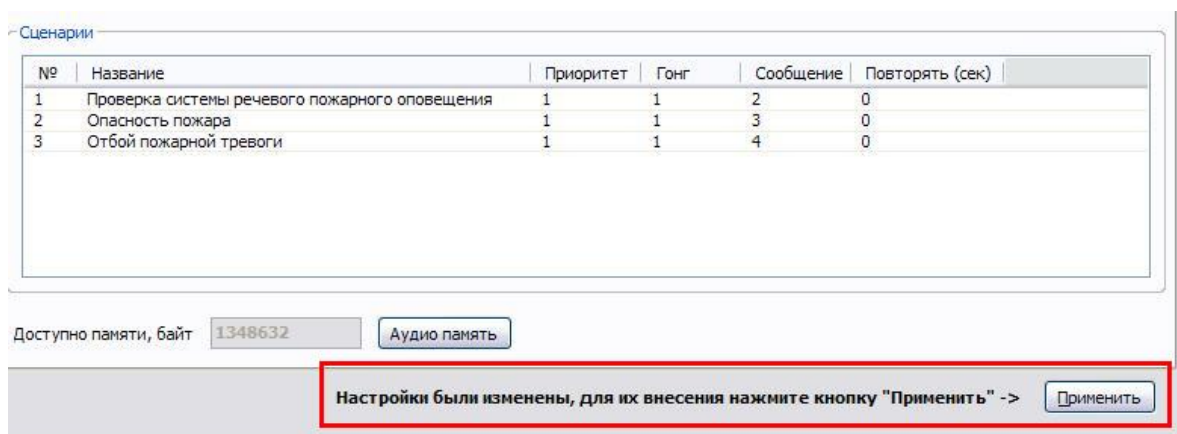 Сценарии
№ Название Приоритет Гонг Сообщение Повторять (сек)
1 Проверка системы речевого пожарного оповещения 1 1 2 0
2 Опасность пожара 1 1 3 0
3 Отбой пожарной тревоги 1 1 4 0
Доступно памяти, байт 1348632 Аудио память
Настройки были изменены, для их внесения нажмите кнопку "Применить" -> Применить